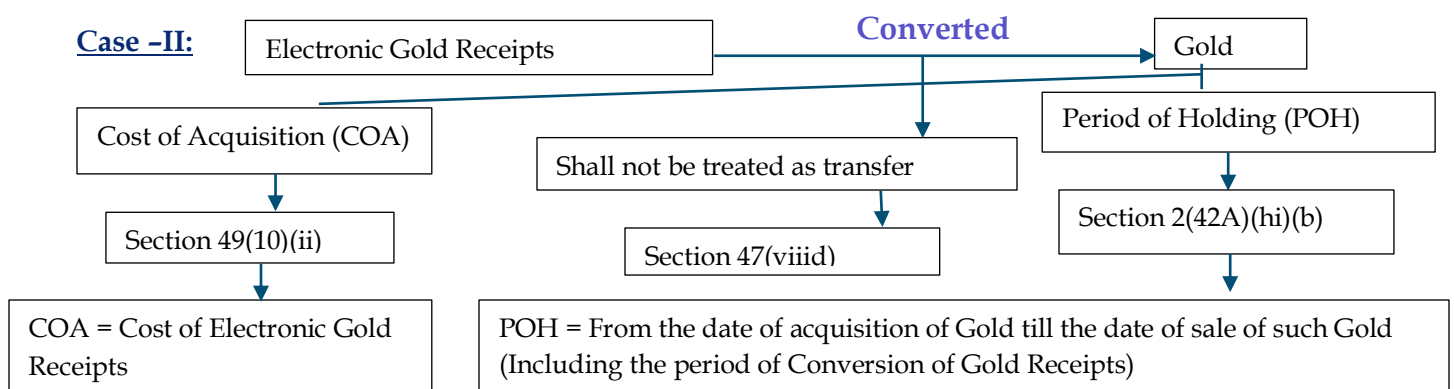 Case –II:
Electronic Gold Receipts
Converted
Gold
Cost of Acquisition (COA)
Shall not be treated as transfer
Period of Holding (POH)
Section 49(10)(ii)
Section 47(viiid)
Section 2(42A)(hi)(b)
COA = Cost of Electronic Gold
Receipts
POH = From the date of acquisition of Gold till the date of sale of such Gold
(Including the period of Conversion of Gold Receipts)